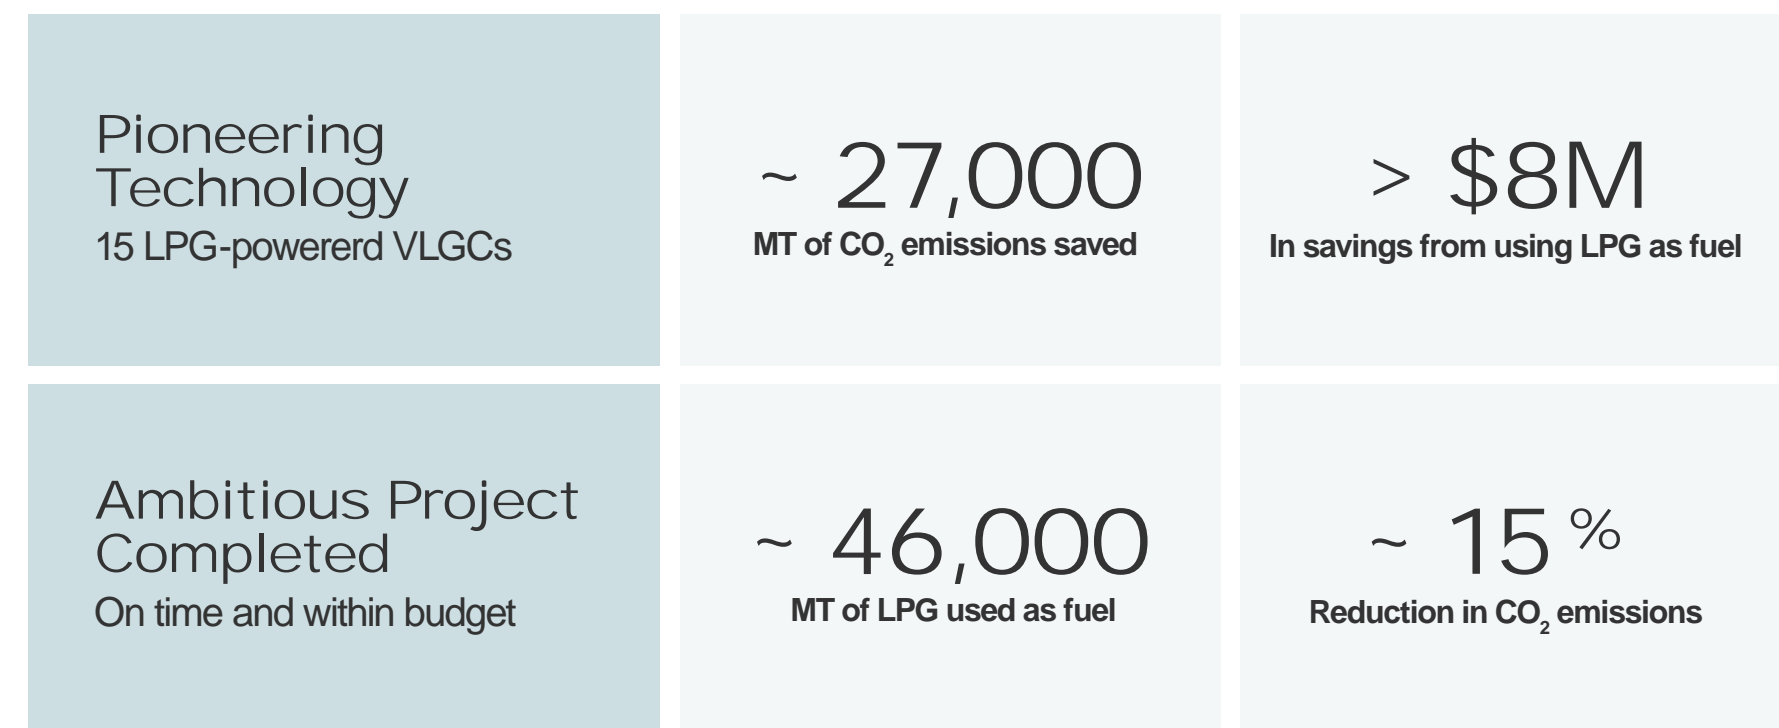 Pioneering
Technology
15 LPG-powererd VLGCs
~ 27,000
MT of CO₂ emissions saved
> $8M
In savings from using LPG as fuel
Ambitious Project
Completed
On time and within budget
~ 46,000
MT of LPG used as fuel
~ 15 %
Reduction in CO₂ emissions